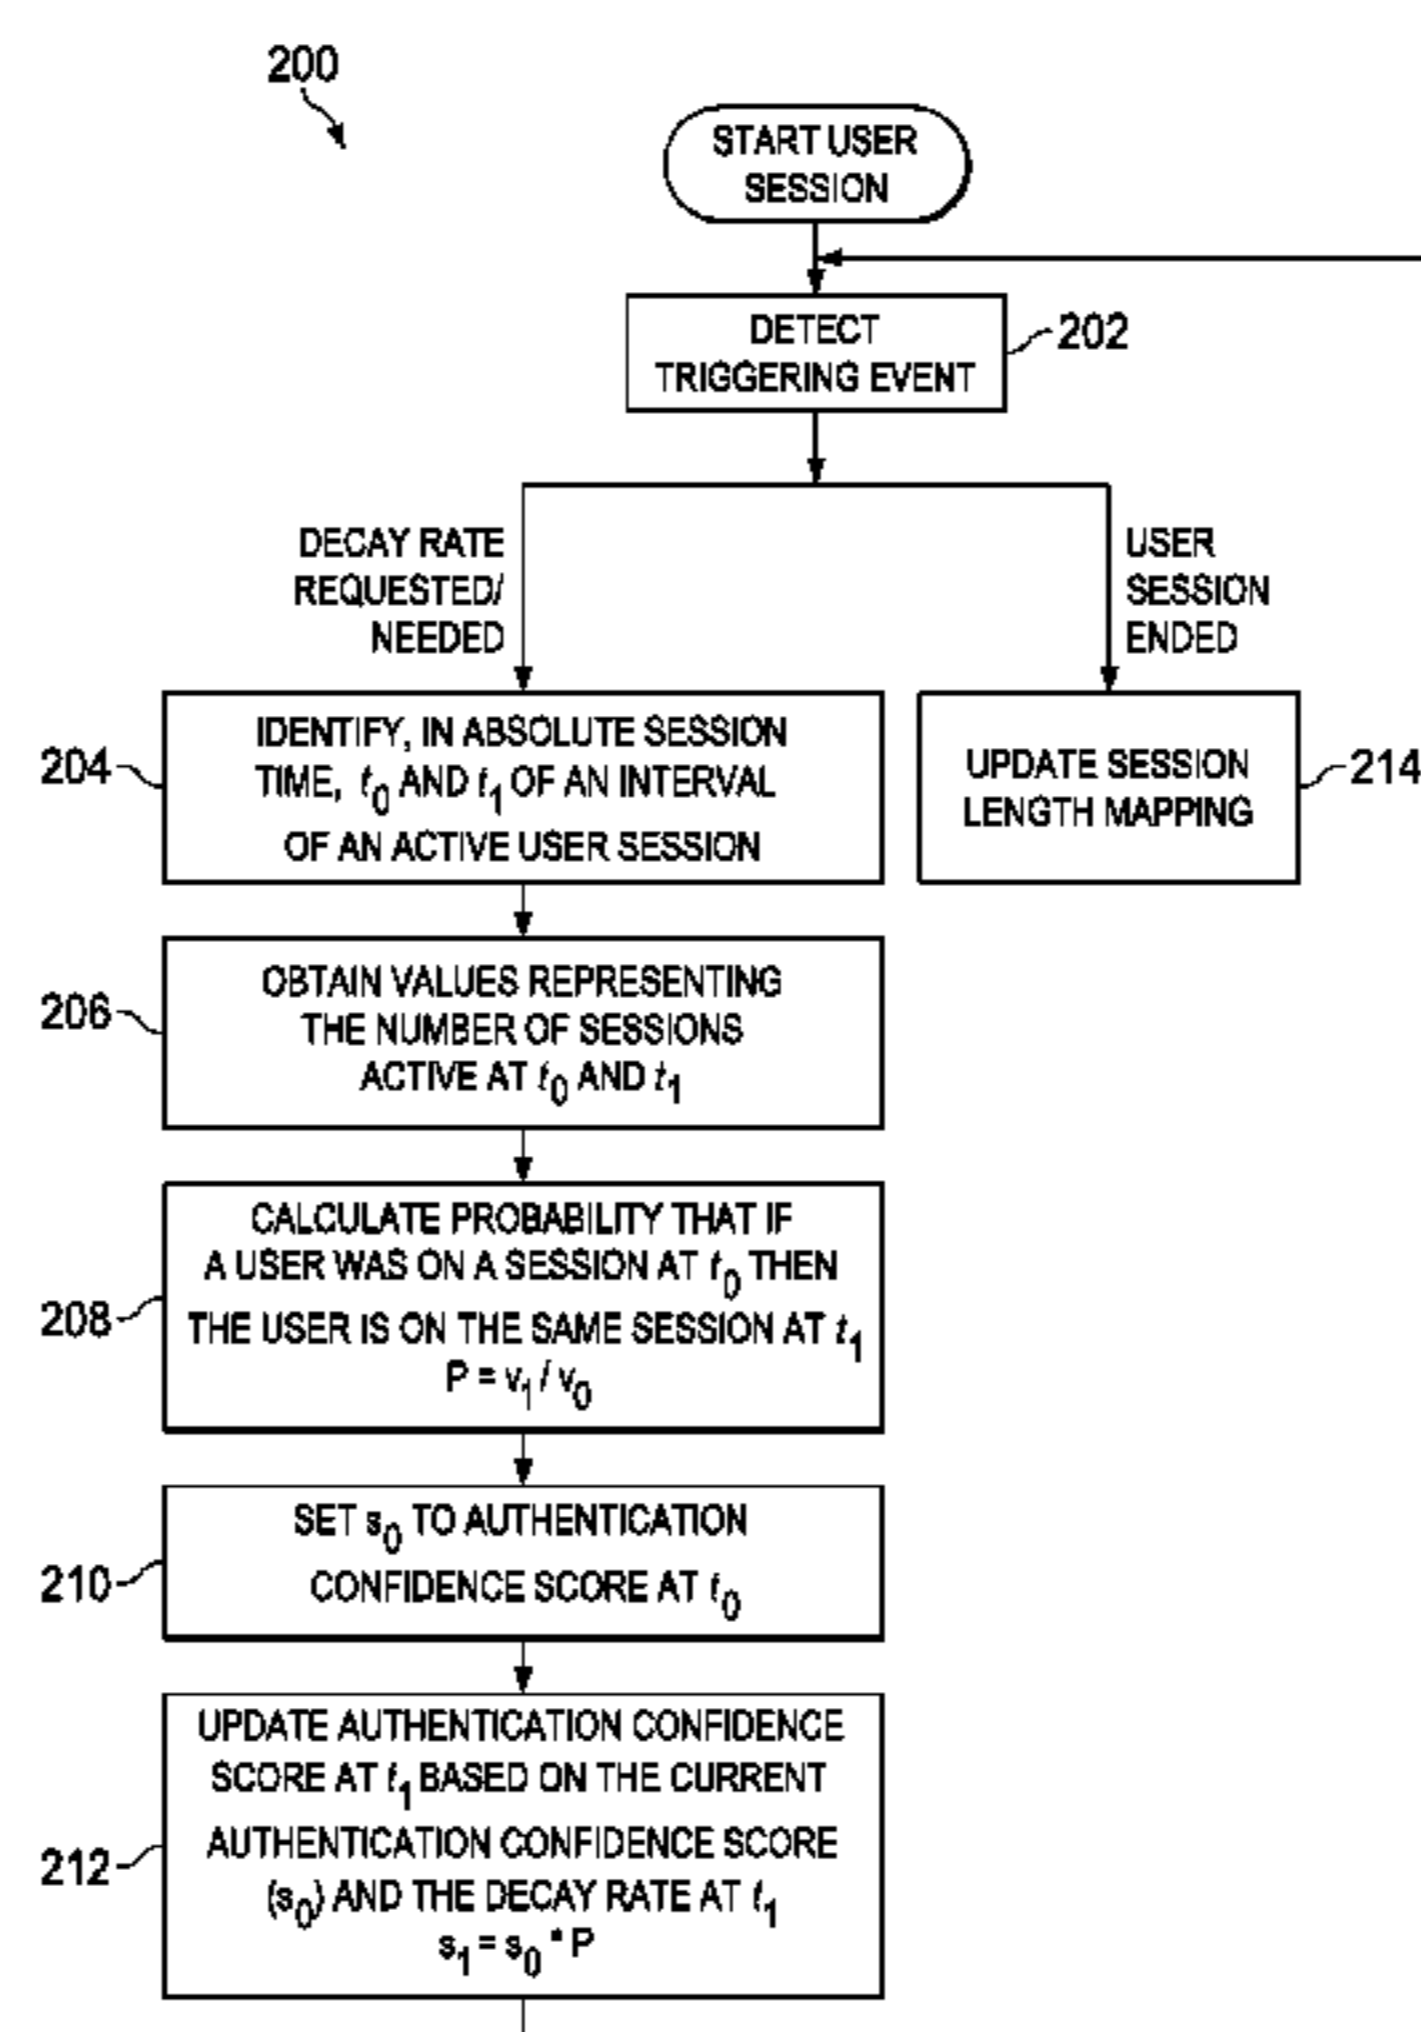 200
START USER
SESSION
DETECT
TRIGGERING EVENT
202
DECAY RATE
REQUESTED/
NEEDED
USER
SESSION
ENDED
204
IDENTIFY, IN ABSOLUTE SESSION
TIME, t0 AND t1 OF AN INTERVAL
OF AN ACTIVE USER SESSION
UPDATE SESSION
LENGTH MAPPING
214
206
OBTAIN VALUES REPRESENTING
THE NUMBER OF SESSIONS
ACTIVE AT t0 AND t1
208
CALCULATE PROBABILITY THAT IF
A USER WAS ON A SESSION AT t0 THEN
THE USER IS ON THE SAME SESSION AT t1
P = v1 / v0
210
SET s0 TO AUTHENTICATION
CONFIDENCE SCORE AT t0
212
UPDATE AUTHENTICATION CONFIDENCE
SCORE AT t1 BASED ON THE CURRENT
AUTHENTICATION CONFIDENCE SCORE
(s0) AND THE DECAY RATE AT t1
s1 = s0 * P